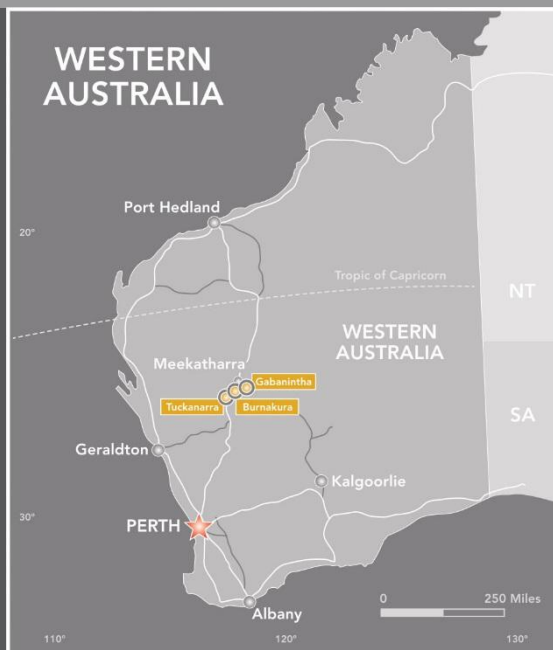 WESTERN
AUSTRALIA
Port Hedland
20°
Tropic of Capricorn
NT
WESTERN
AUSTRALIA
Meekatharra
Gabanintha
Tuckanarra
Burnakura
SA
Geraldton
Kalgoorlie
30°
PERTH
0 250 Miles
Albany
110° 120° 130°